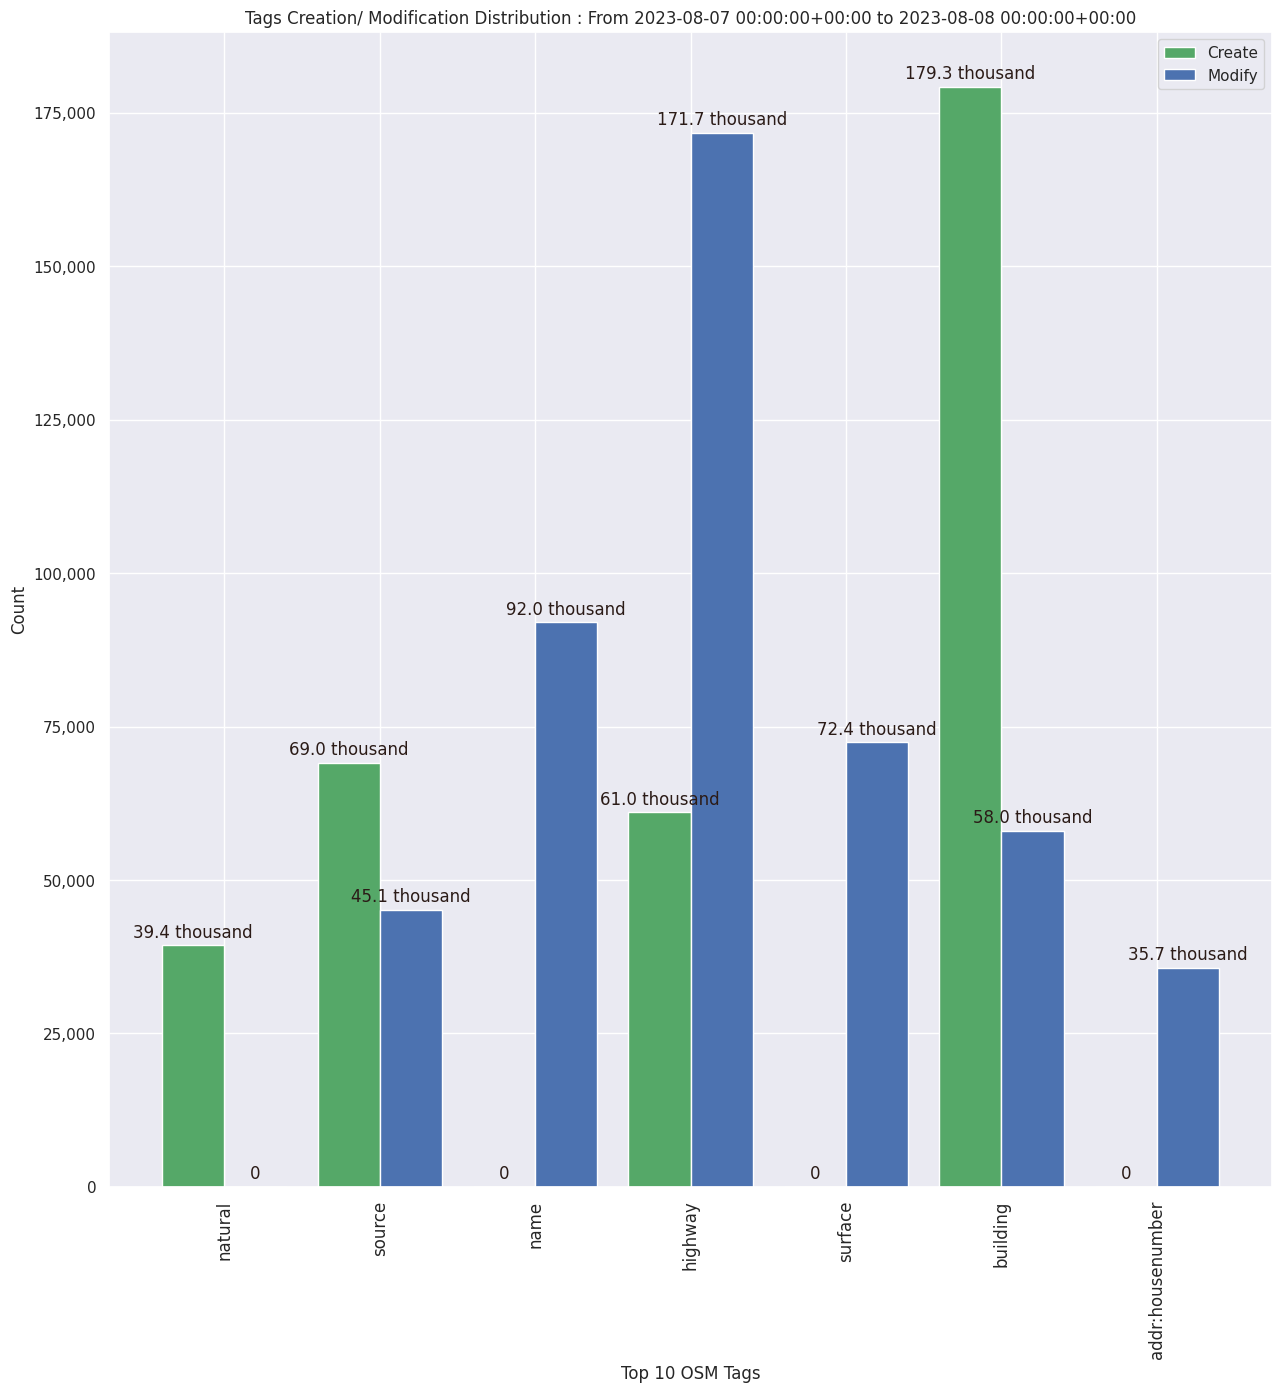 Tags Creation/ Modification Distribution : From 2023-08-07 00:00:00+00:00 to 2023-08-08 00:00:00+00:00
Create
Modify
179.3 thousand
171.7 thousand
92.0 thousand
72.4 thousand
69.0 thousand
61.0 thousand
58.0 thousand
45.1 thousand
39.4 thousand
35.7 thousand
0
0
0
0
175,000
150,000
125,000
100,000
75,000
50,000
25,000
0
Count
natural
source
name
highway
surface
building
addr:housenumber
Top 10 OSM Tags